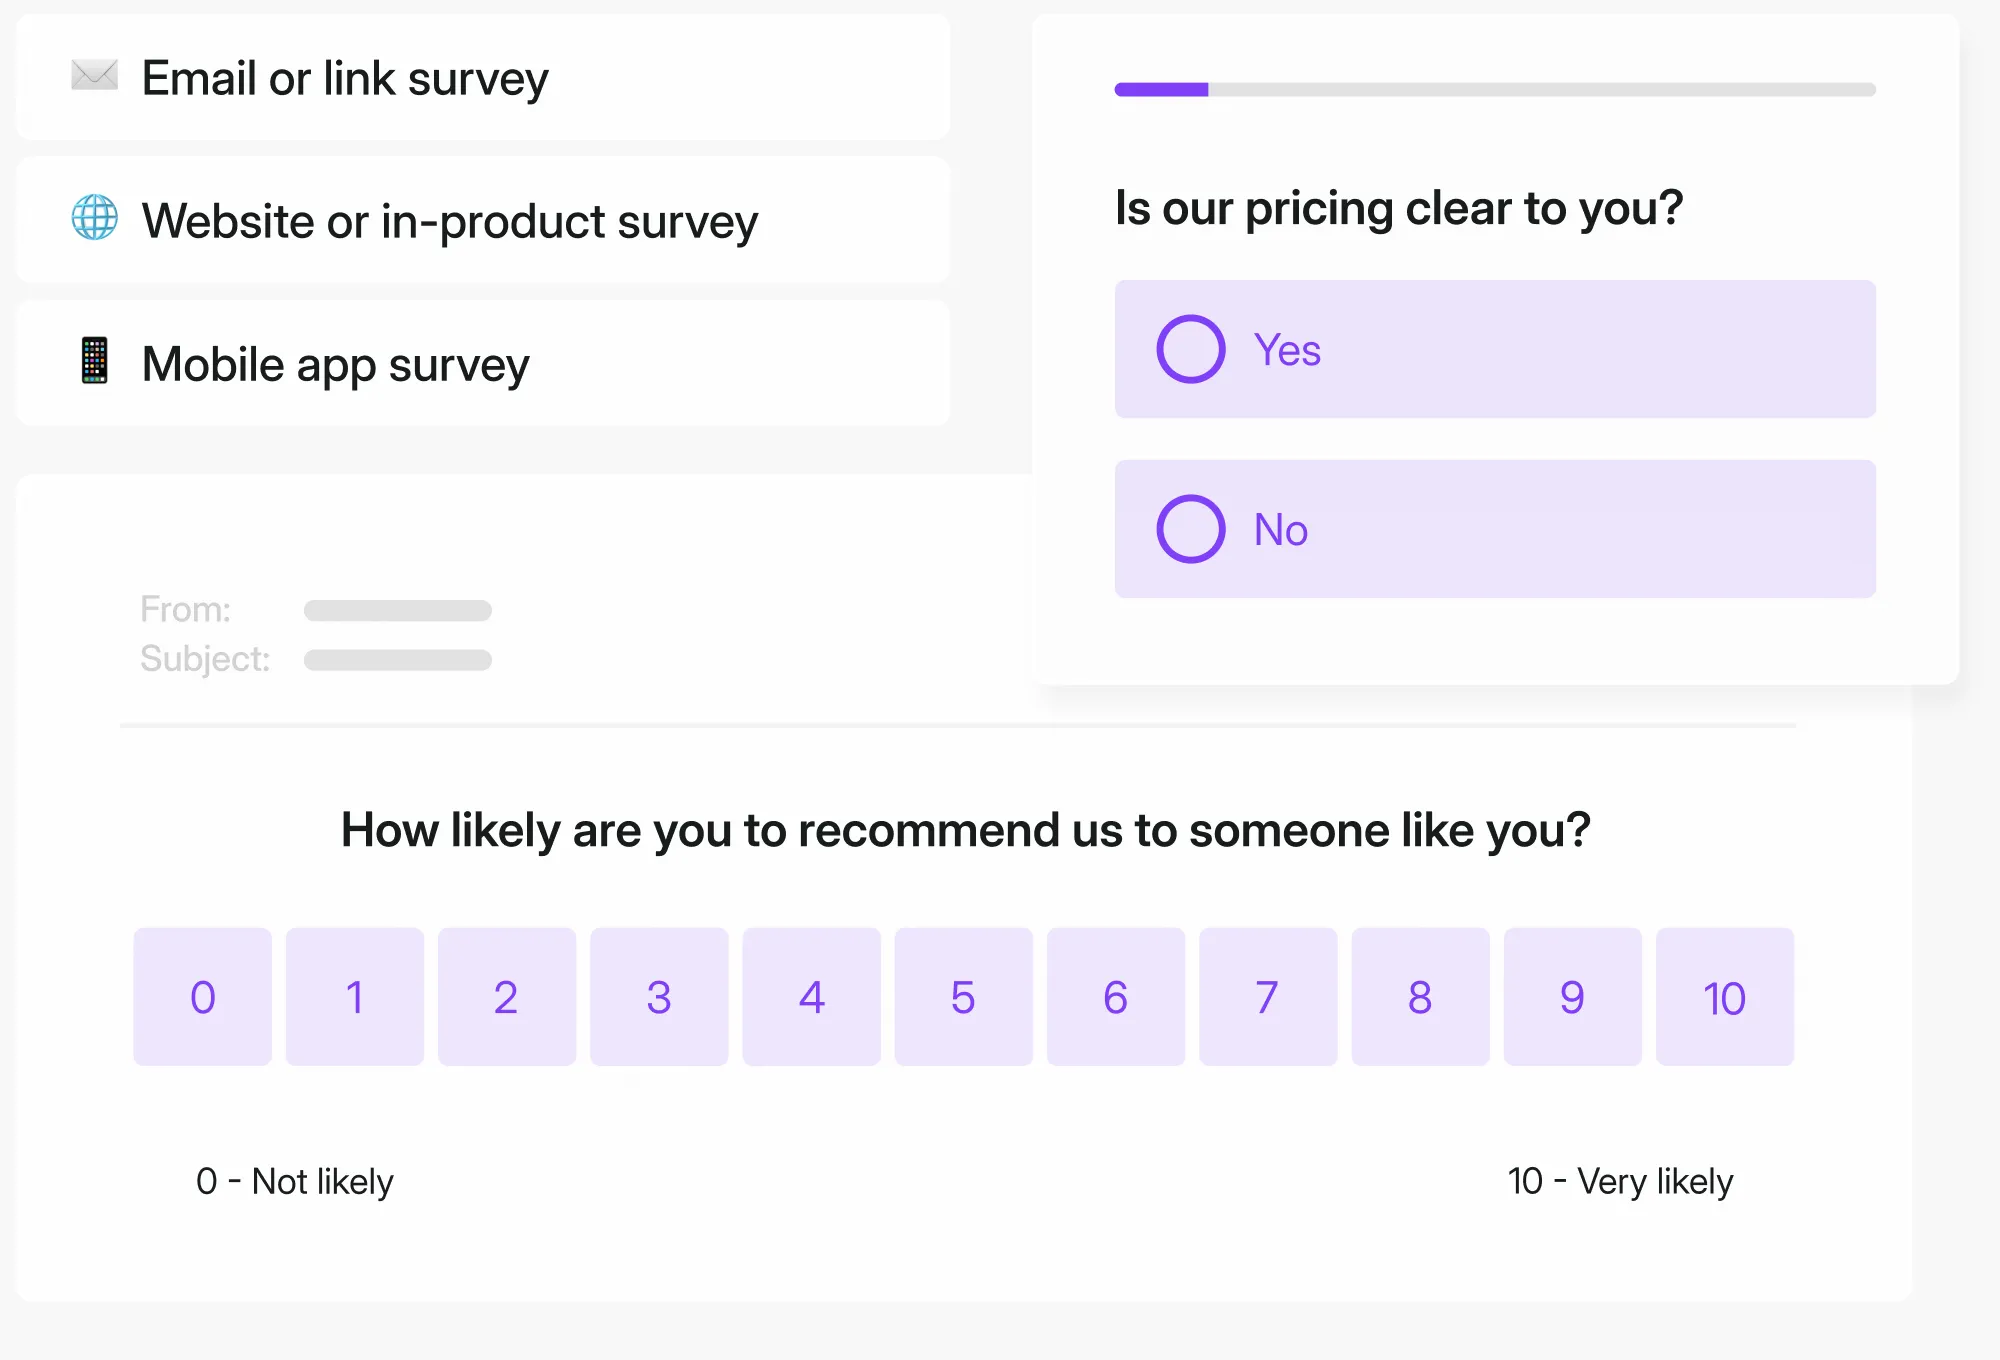 Email or link survey
Website or in-product survey
Mobile app survey
Is our pricing clear to you?
Yes
No
From:
Subject:
How likely are you to recommend us to someone like you?
0 1 2 3 4 5 6 7 8 9 10
0 - Not likely 10 - Very likely